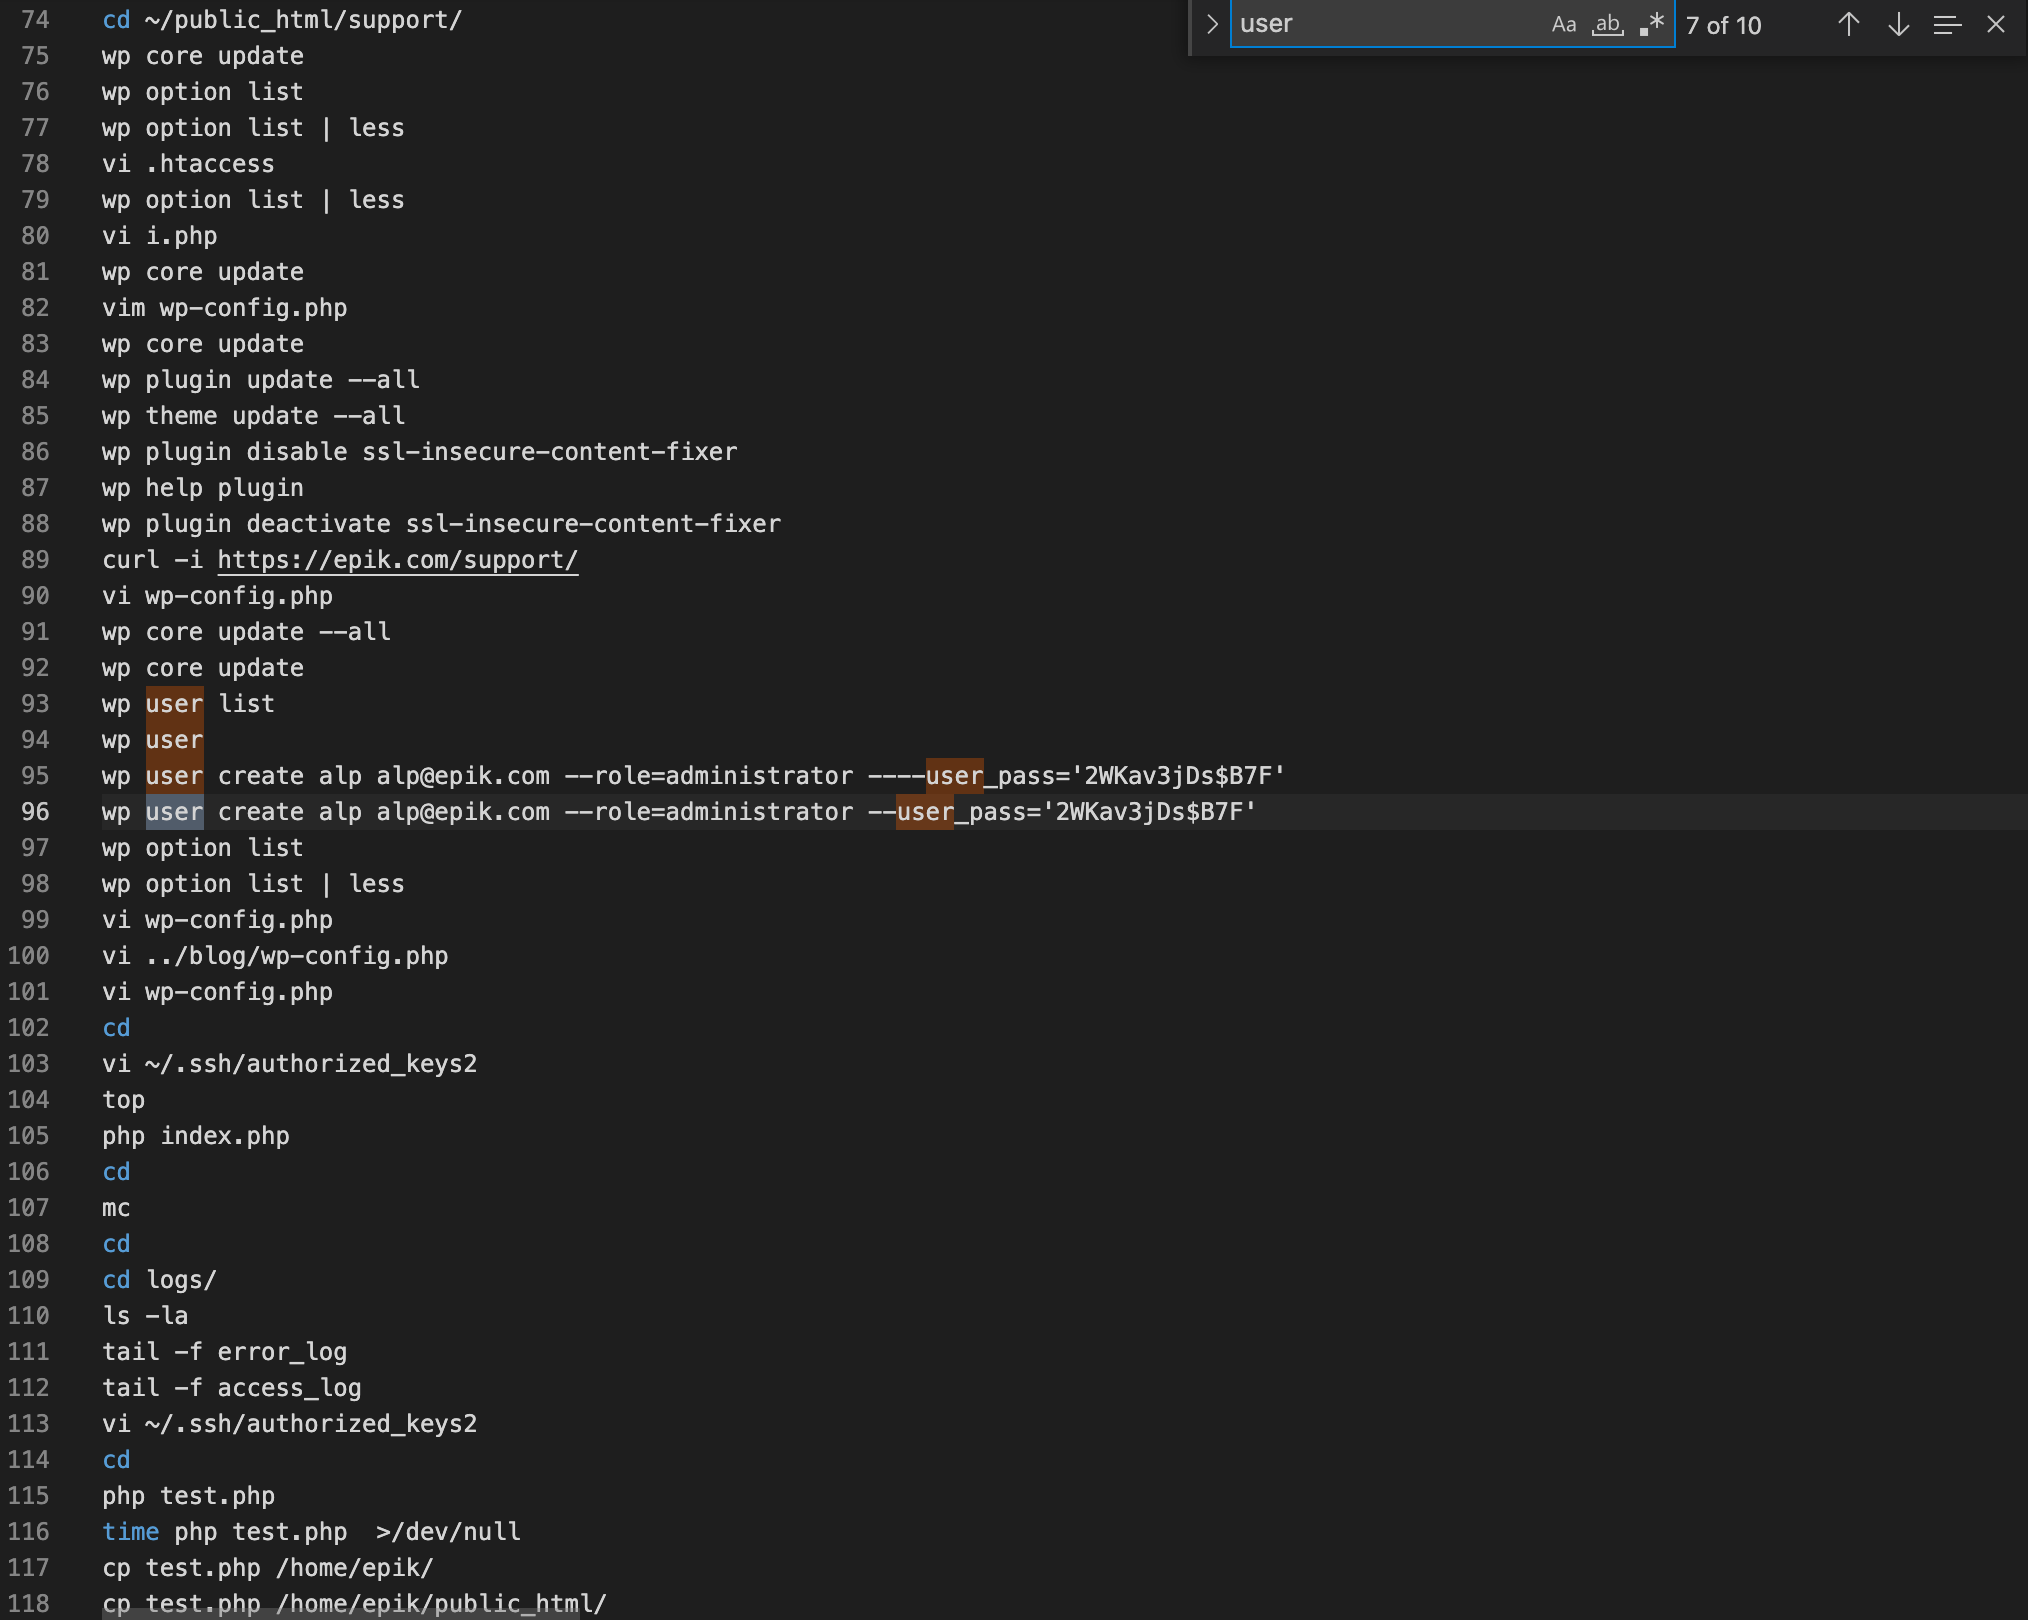 user
Aa
ab
.*
7 of 10
74 cd ~/public_html/support/
75 wp core update
76 wp option list
77 wp option list | less
78 vi .htaccess
79 wp option list | less
80 vi i.php
81 wp core update
82 vim wp-config.php
83 wp core update
84 wp plugin update --all
85 wp theme update --all
86 wp plugin disable ssl-insecure-content-fixer
87 wp help plugin
88 wp plugin deactivate ssl-insecure-content-fixer
89 curl -i https://epik.com/support/
90 vi wp-config.php
91 wp core update --all
92 wp core update
93 wp user list
94 wp user
95 wp user create alp alp@epik.com --role=administrator ----user_pass='2WKav3jDs$B7F'
96 wp user create alp alp@epik.com --role=administrator --user_pass='2WKav3jDs$B7F'
97 wp option list
98 wp option list | less
99 vi wp-config.php
100 vi ../blog/wp-config.php
101 vi wp-config.php
102 cd
103 vi ~/.ssh/authorized_keys2
104 top
105 php index.php
106 cd
107 mc
108 cd
109 cd logs/
110 ls -la
111 tail -f error_log
112 tail -f access_log
113 vi ~/.ssh/authorized_keys2
114 cd
115 php test.php
116 time php test.php  >/dev/null
117 cp test.php /home/epik/
118 cp test.php /home/epik/public_html/